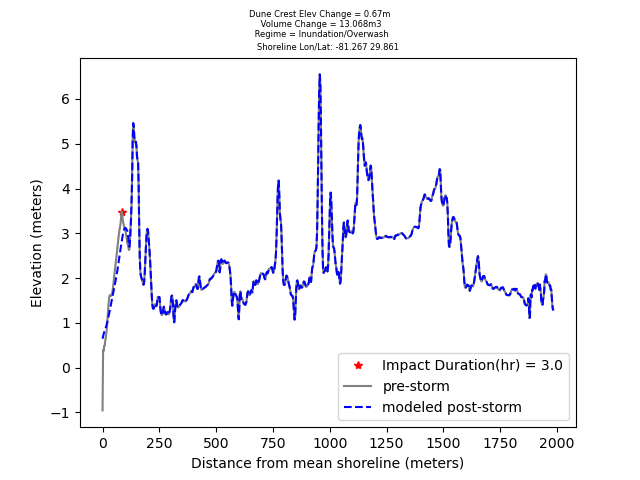 Dune Crest Elev Change = 0.67m
Volume Change = 13.068m3
Regime = Inundation/Overwash
Shoreline Lon/Lat: -81.267 29.861
6
5
4
3
2
1
0
−1
Elevation (meters)
Impact Duration(hr) = 3.0
pre-storm
modeled post-storm
0 250 500 750 1000 1250 1500 1750 2000
Distance from mean shoreline (meters)